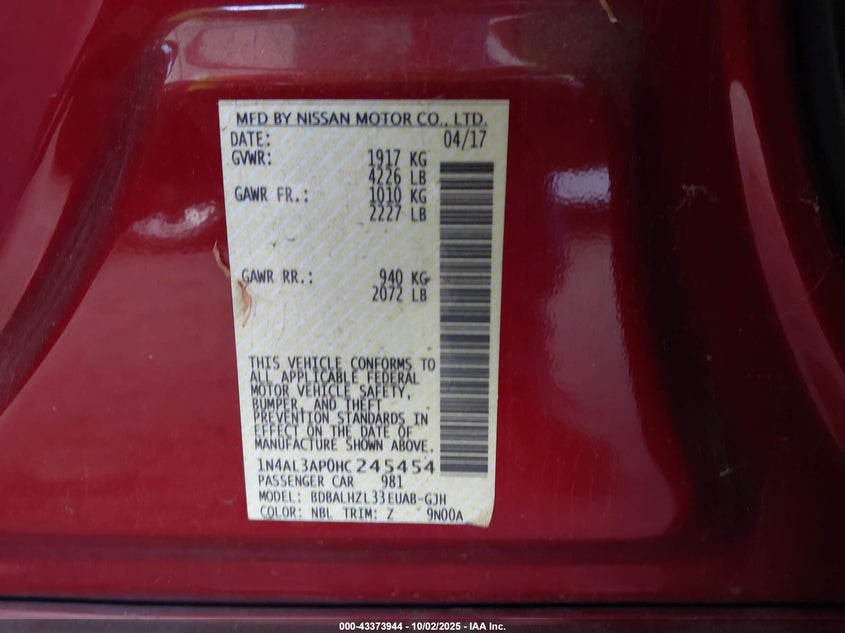 MFD BY NISSAN MOTOR CO., LTD.
DATE: 04/17
GVWR: 1917 KG
4226 LB
GAWR FR.: 1010 KG
2227 LB
GAWR RR.: 940 KG
2072 LB
THIS VEHICLE CONFORMS TO
ALL APPLICABLE FEDERAL
MOTOR VEHICLE SAFETY,
BUMPER, AND THEFT
PREVENTION STANDARDS IN
EFFECT ON THE DATE OF
MANUFACTURE SHOWN ABOVE.
1N4AL3AP0HC245454
PASSENGER CAR 981
MODEL: BDBALHZL33EUAB-GJH
COLOR: NBL TRIM: Z 9N00A
000-43373944 - 10/02/2025 - IAA Inc.